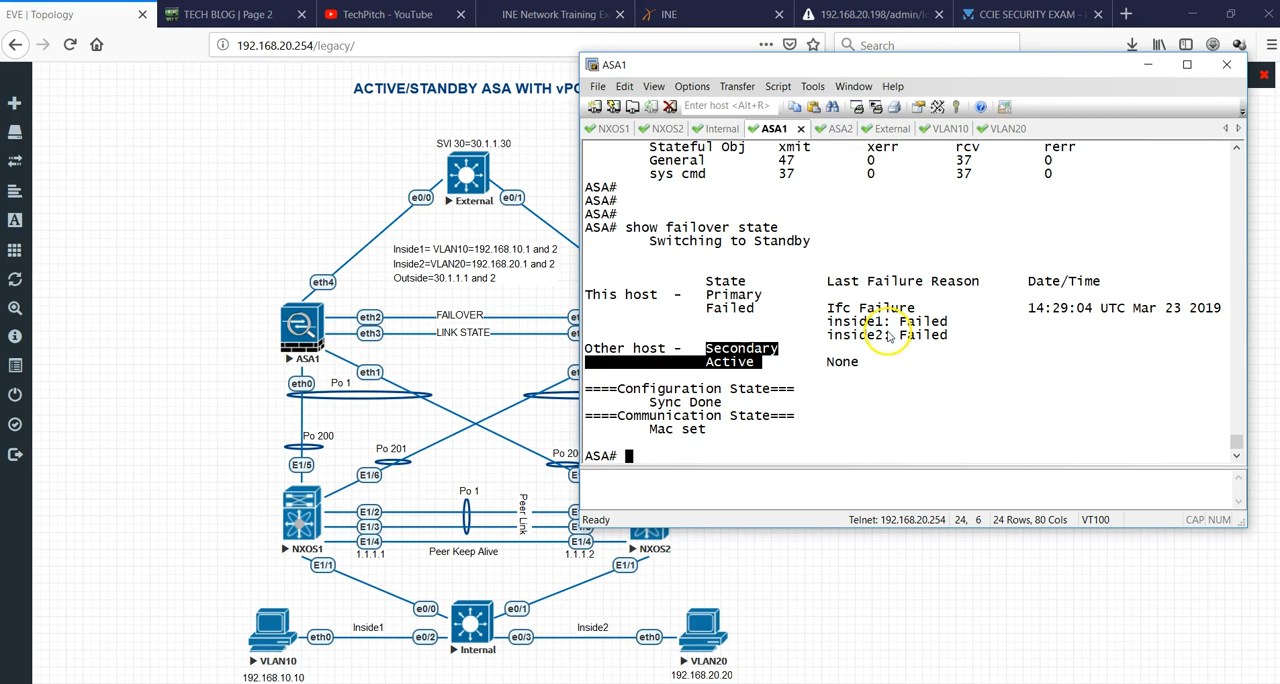 EVE | Topology
TECH BLOG | Page 2
TechPitch - YouTube
INE Network Training Ex
INE
192.168.20.198/admin/l
CCIE SECURITY EXAM -
192.168.20.254/legacy/
Search
ACTIVE/STANDBY ASA WITH vPC
SVI 30=30.1.1.30
e0/0
e0/1
External
Inside1= VLAN10=192.168.10.1 and 2
Inside2=VLAN20=192.168.20.1 and 2
Outside=30.1.1.1 and 2
eth4
eth2
FAILOVER
eth3
LINK STATE
ASA1
eth1
eth0
Po 1
Po 200
Po 201
Po 20
E1/5
E1/6
Po 1
Peer Link
E1/2
E1/3
E1/4
E1/4
1.1.1.1
Peer Keep Alive
1.1.1.2
NXOS1
NXOS2
E1/1
E1/1
e0/0
e0/1
Inside1
e0/2
e0/3
Inside2
eth0
eth0
Internal
VLAN10
192.168.10.10
VLAN20
192.168.20.20
ASA1
File Edit View Options Transfer Script Tools Window Help
Enter host <Alt+R>
NXOS1 NXOS2 Internal ASA1 ASA2 External VLAN10 VLAN20
Stateful Obj xmit xerr rcv rerr
General 47 0 37 0
sys cmd 37 0 37 0
ASA#
ASA#
ASA#
ASA# show failover state
Switching to Standby
State Last Failure Reason Date/Time
This host - Primary
Failed Ifc Failure 14:29:04 UTC Mar 23 2019
inside1: Failed
inside2: Failed
Other host - Secondary
Active None
====Configuration State===
Sync Done
====Communication State===
Mac set
ASA#
Ready Telnet: 192.168.20.254 24, 6 24 Rows, 80 Cols VT100 CAP NUM